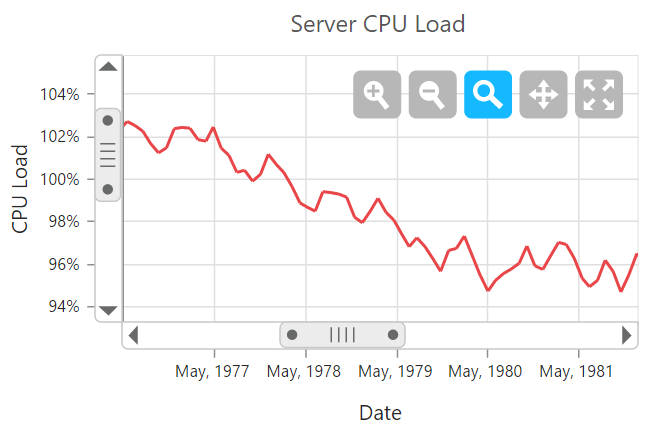 Server CPU Load
CPU Load
104%
102%
100%
98%
96%
94%
May, 1977 May, 1978 May, 1979 May, 1980 May, 1981
Date